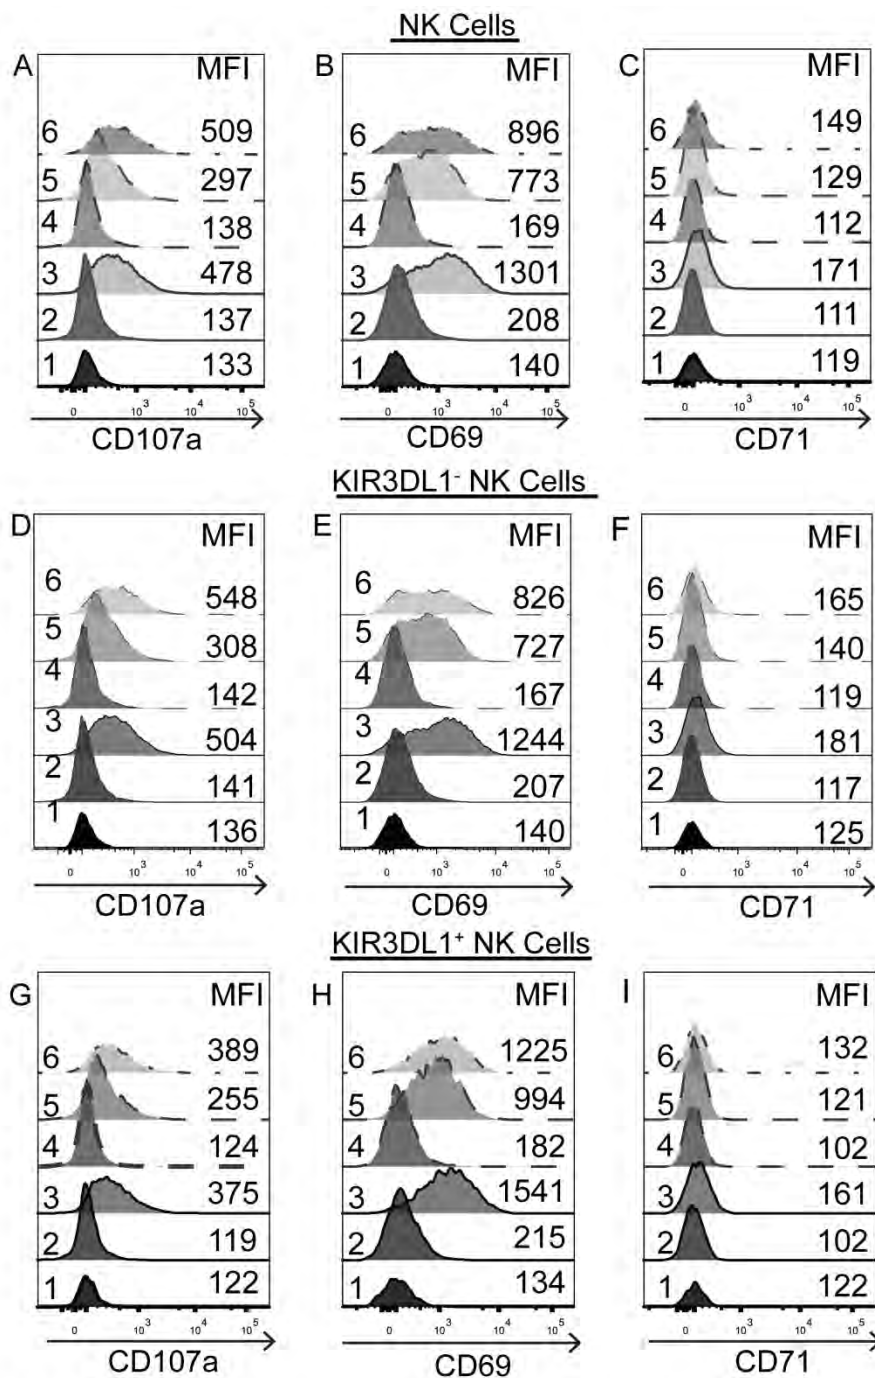 NK Cells
A MFI B MFI C MFI
6 509 6 896 6 149
5 297 5 773 5 129
4 138 4 169 4 112
3 478 3 1301 3 171
2 137 2 208 2 111
1 133 1 140 1 119
0 10³ 10⁴ 10⁵ 0 10³ 10⁴ 10⁵ 0 10³ 10⁴ 10⁵
CD107a CD69 CD71
KIR3DL1⁻ NK Cells
D MFI E MFI F MFI
6 548 6 826 6 165
5 308 5 727 5 140
4 142 4 167 4 119
3 504 3 1244 3 181
2 141 2 207 2 117
1 136 1 140 1 125
0 10³ 10⁴ 10⁵ 0 10³ 10⁴ 10⁵ 0 10³ 10⁴ 10⁵
CD107a CD69 CD71
KIR3DL1⁺ NK Cells
G MFI H MFI I MFI
6 389 6 1225 6 132
5 255 5 994 5 121
4 124 4 182 4 102
3 375 3 1541 3 161
2 119 2 215 2 102
1 122 1 134 1 122
0 10³ 10⁴ 10⁵ 0 10³ 10⁴ 10⁵ 0 10³ 10⁴ 10⁵
CD107a CD69 CD71